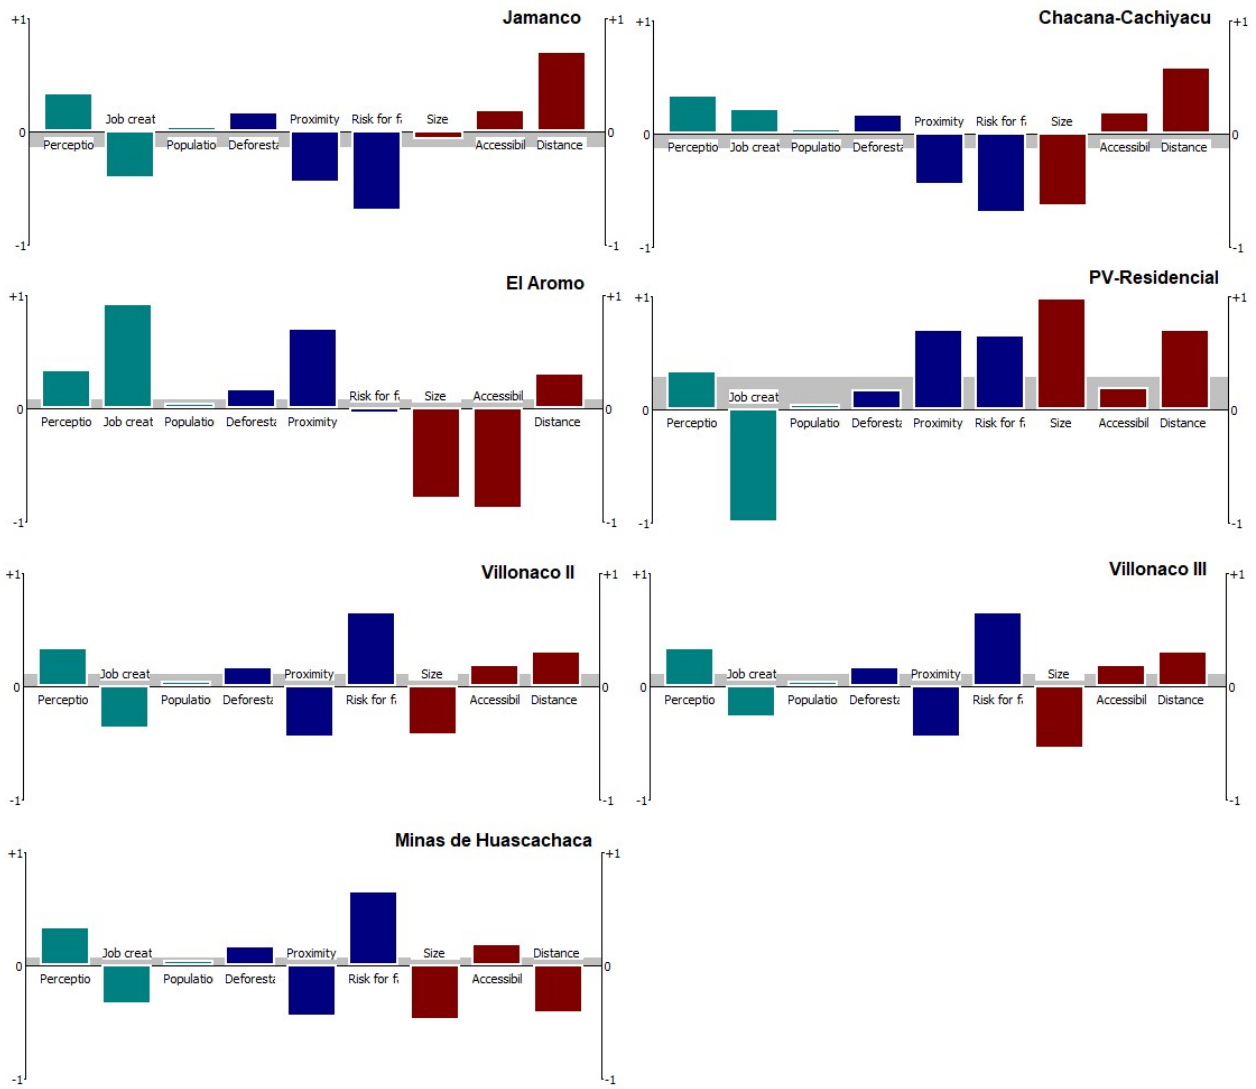 Jamanco
+1 +1
Job creat Proximity Risk for fa Size
0 0
Perceptio Populatio Deforesta Accessibil Distance
-1 -1
Chacana-Cachiyacu
+1 +1
Proximity Risk for fa Size
0 0
Perceptio Job creat Populatio Deforesta Accessibil Distance
-1 -1
El Aromo
+1 +1
Risk for fa Size Accessibil
0 0
Perceptio Job creat Populatio Deforesta Proximity Distance
-1 -1
PV-Residencial
+1 +1
Job creat
0 0
Perceptio Populatio Deforesta Proximity Risk for fa Size Accessibil Distance
-1 -1
Villonaco II
+1 +1
Job creat Proximity Size
0 0
Perceptio Populatio Deforesta Risk for fa Accessibil Distance
-1 -1
Villonaco III
+1 +1
Job creat Proximity Size
0 0
Perceptio Populatio Deforesta Risk for fa Accessibil Distance
-1 -1
Minas de Huascachaca
+1 +1
Job creat Proximity Size Distance
0 0
Perceptio Populatio Deforesta Risk for fa Accessibil
-1 -1